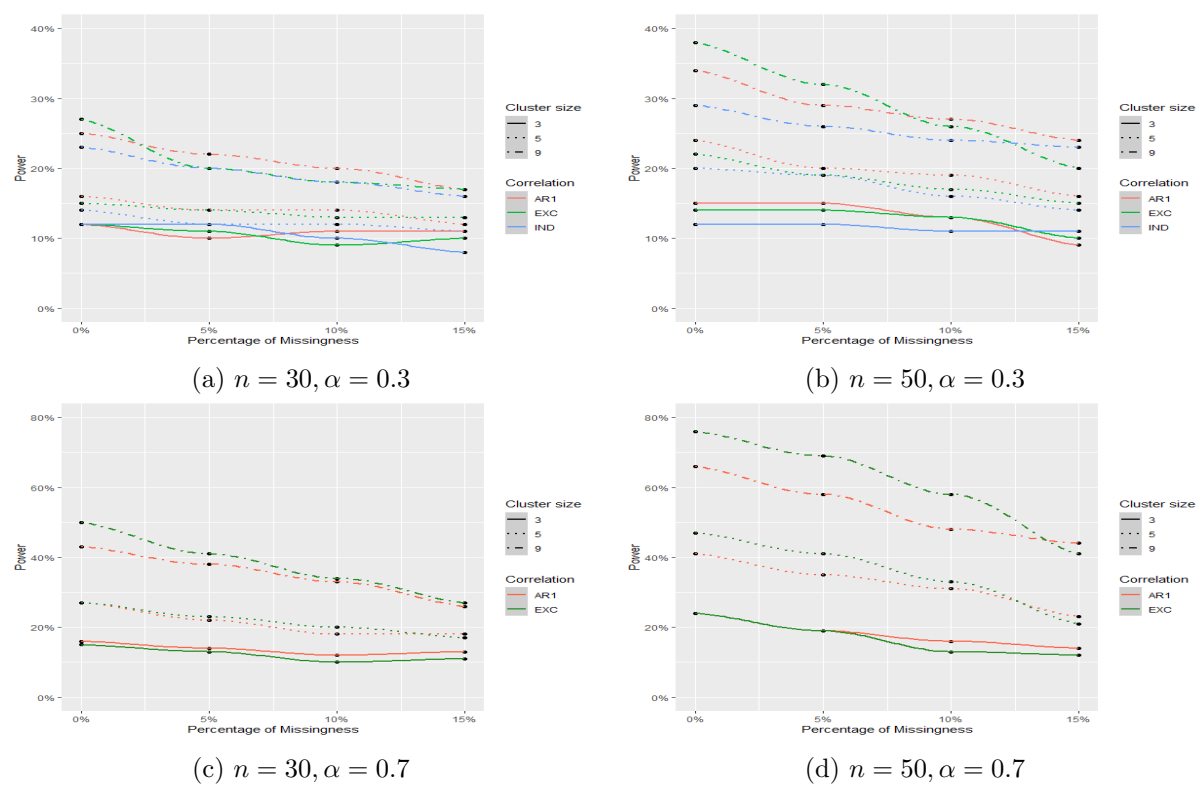 40%
30%
20%
10%
0%
Power
0% 5% 10% 15%
Percentage of Missingness
Cluster size
3
5
9
Correlation
AR1
EXC
IND
(a) n = 30, α = 0.3
40%
30%
20%
10%
0%
Power
0% 5% 10% 15%
Percentage of Missingness
Cluster size
3
5
9
Correlation
AR1
EXC
IND
(b) n = 50, α = 0.3
80%
60%
40%
20%
0%
Power
0% 5% 10% 15%
Percentage of Missingness
Cluster size
3
5
9
Correlation
AR1
EXC
(c) n = 30, α = 0.7
80%
60%
40%
20%
0%
Power
0% 5% 10% 15%
Percentage of Missingness
Cluster size
3
5
9
Correlation
AR1
EXC
(d) n = 50, α = 0.7